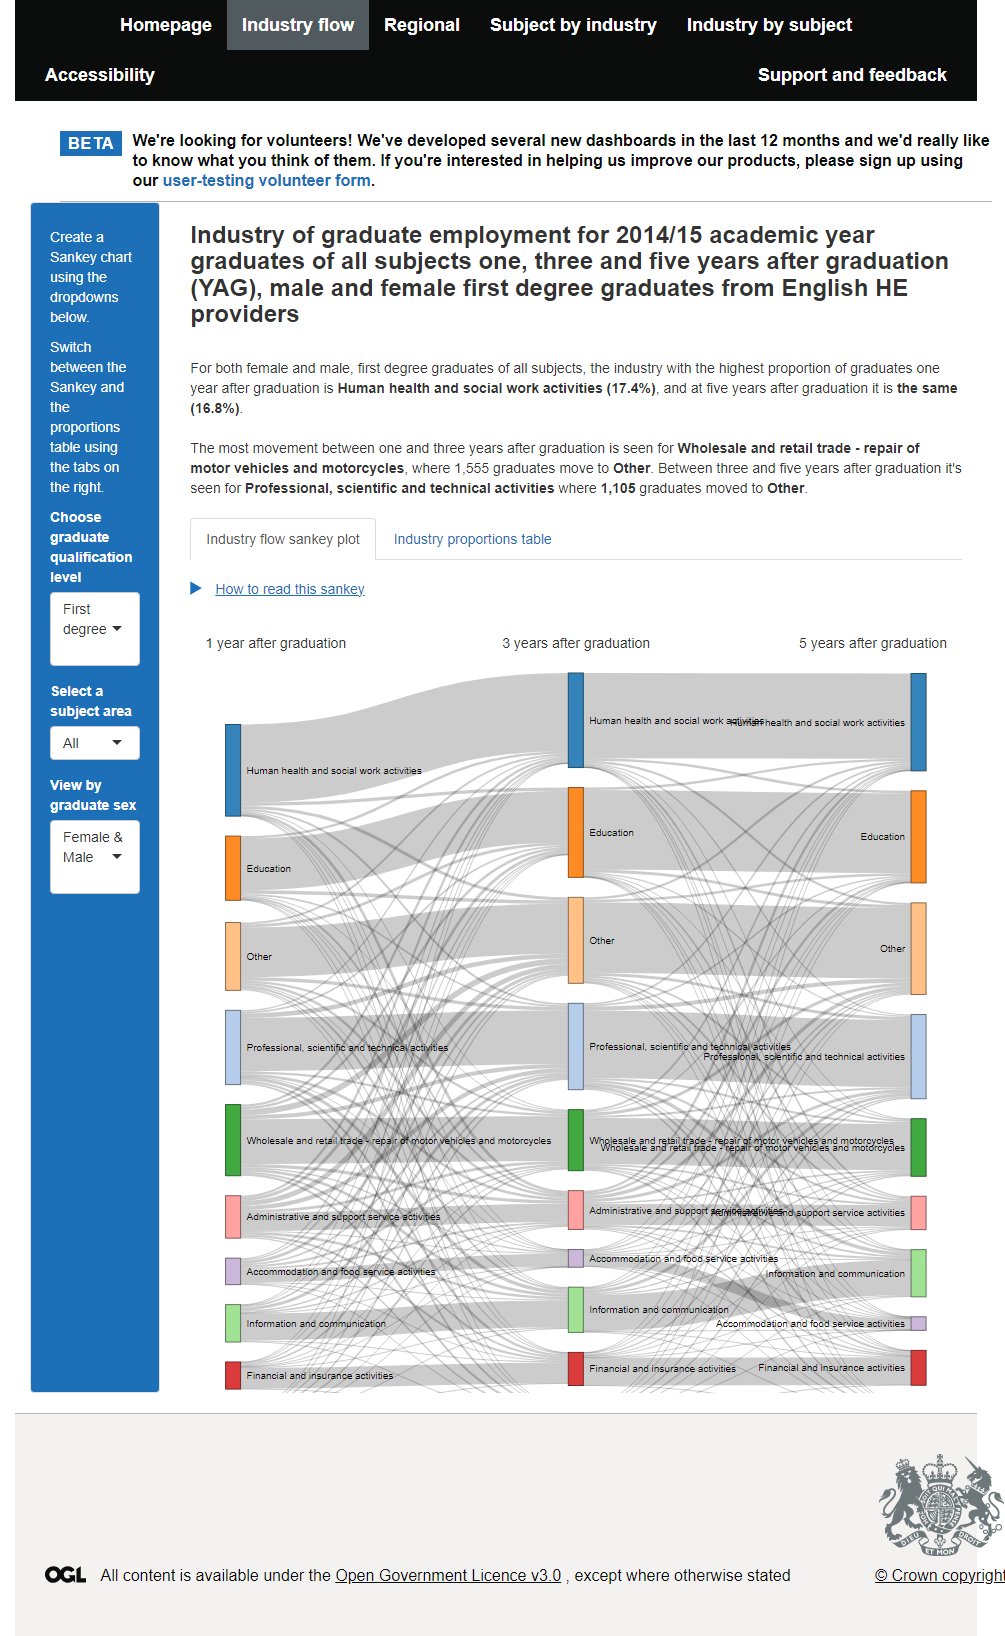 Homepage
Industry flow
Regional
Subject by industry
Industry by subject
Accessibility
Support and feedback
BETA
We're looking for volunteers! We've developed several new dashboards in the last 12 months and we'd really like
to know what you think of them. If you're interested in helping us improve our products, please sign up using
our user-testing volunteer form.
Create a
Sankey chart
using the
dropdowns
below.
Switch
between the
Sankey and
the
proportions
table using
the tabs on
the right.
Choose
graduate
qualification
level
First
degree
Select a
subject area
All
View by
graduate sex
Female &
Male
Industry of graduate employment for 2014/15 academic year
graduates of all subjects one, three and five years after graduation
(YAG), male and female first degree graduates from English HE
providers
For both female and male, first degree graduates of all subjects, the industry with the highest proportion of graduates one
year after graduation is Human health and social work activities (17.4%), and at five years after graduation it is the same
(16.8%).
The most movement between one and three years after graduation is seen for Wholesale and retail trade - repair of
motor vehicles and motorcycles, where 1,555 graduates move to Other. Between three and five years after graduation it's
seen for Professional, scientific and technical activities where 1,105 graduates moved to Other.
Industry flow sankey plot
Industry proportions table
How to read this sankey
1 year after graduation
3 years after graduation
5 years after graduation
Human health and social work activities
Education
Other
Professional, scientific and technical activities
Wholesale and retail trade - repair of motor vehicles and motorcycles
Administrative and support service activities
Accommodation and food service activities
Information and communication
Financial and insurance activities
Human health and social work activities
Education
Other
Professional, scientific and technical activities
Wholesale and retail trade - repair of motor vehicles and motorcycles
Administrative and support service activities
Accommodation and food service activities
Information and communication
Financial and insurance activities
Human health and social work activities
Education
Other
Professional, scientific and technical activities
Wholesale and retail trade - repair of motor vehicles and motorcycles
Administrative and support service activities
Information and communication
Accommodation and food service activities
Financial and insurance activities
DIEU ET MON DROIT
OGL
All content is available under the Open Government Licence v3.0 , except where otherwise stated
© Crown copyright